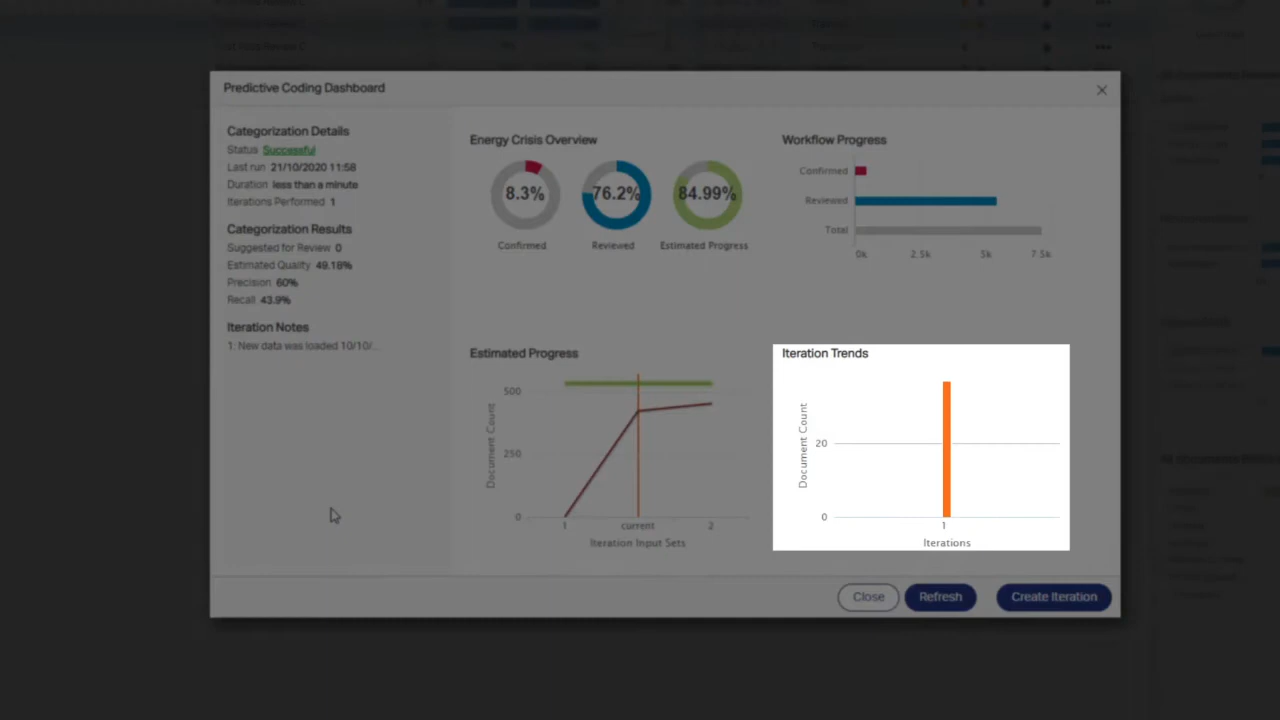 Predictive Coding Dashboard
Categorization Details
Status Successful
Last run 21/10/2020 11:58
Duration less than a minute
Iterations Performed 1
Categorization Results
Suggested for Review 0
Estimated Quality 49.16%
Precision 60%
Recall 43.9%
Iteration Notes
1: New data was loaded 10/10/...
Energy Crisis Overview
8.3%
76.2%
84.99%
Confirmed
Reviewed
Estimated Progress
Workflow Progress
Confirmed
Reviewed
Total
0k 2.5k 5k 7.5k
Estimated Progress
Document Count
500
250
0
1 current 2
Iteration Input Sets
Iteration Trends
Document Count
20
0
1
Iterations
Close
Refresh
Create Iteration